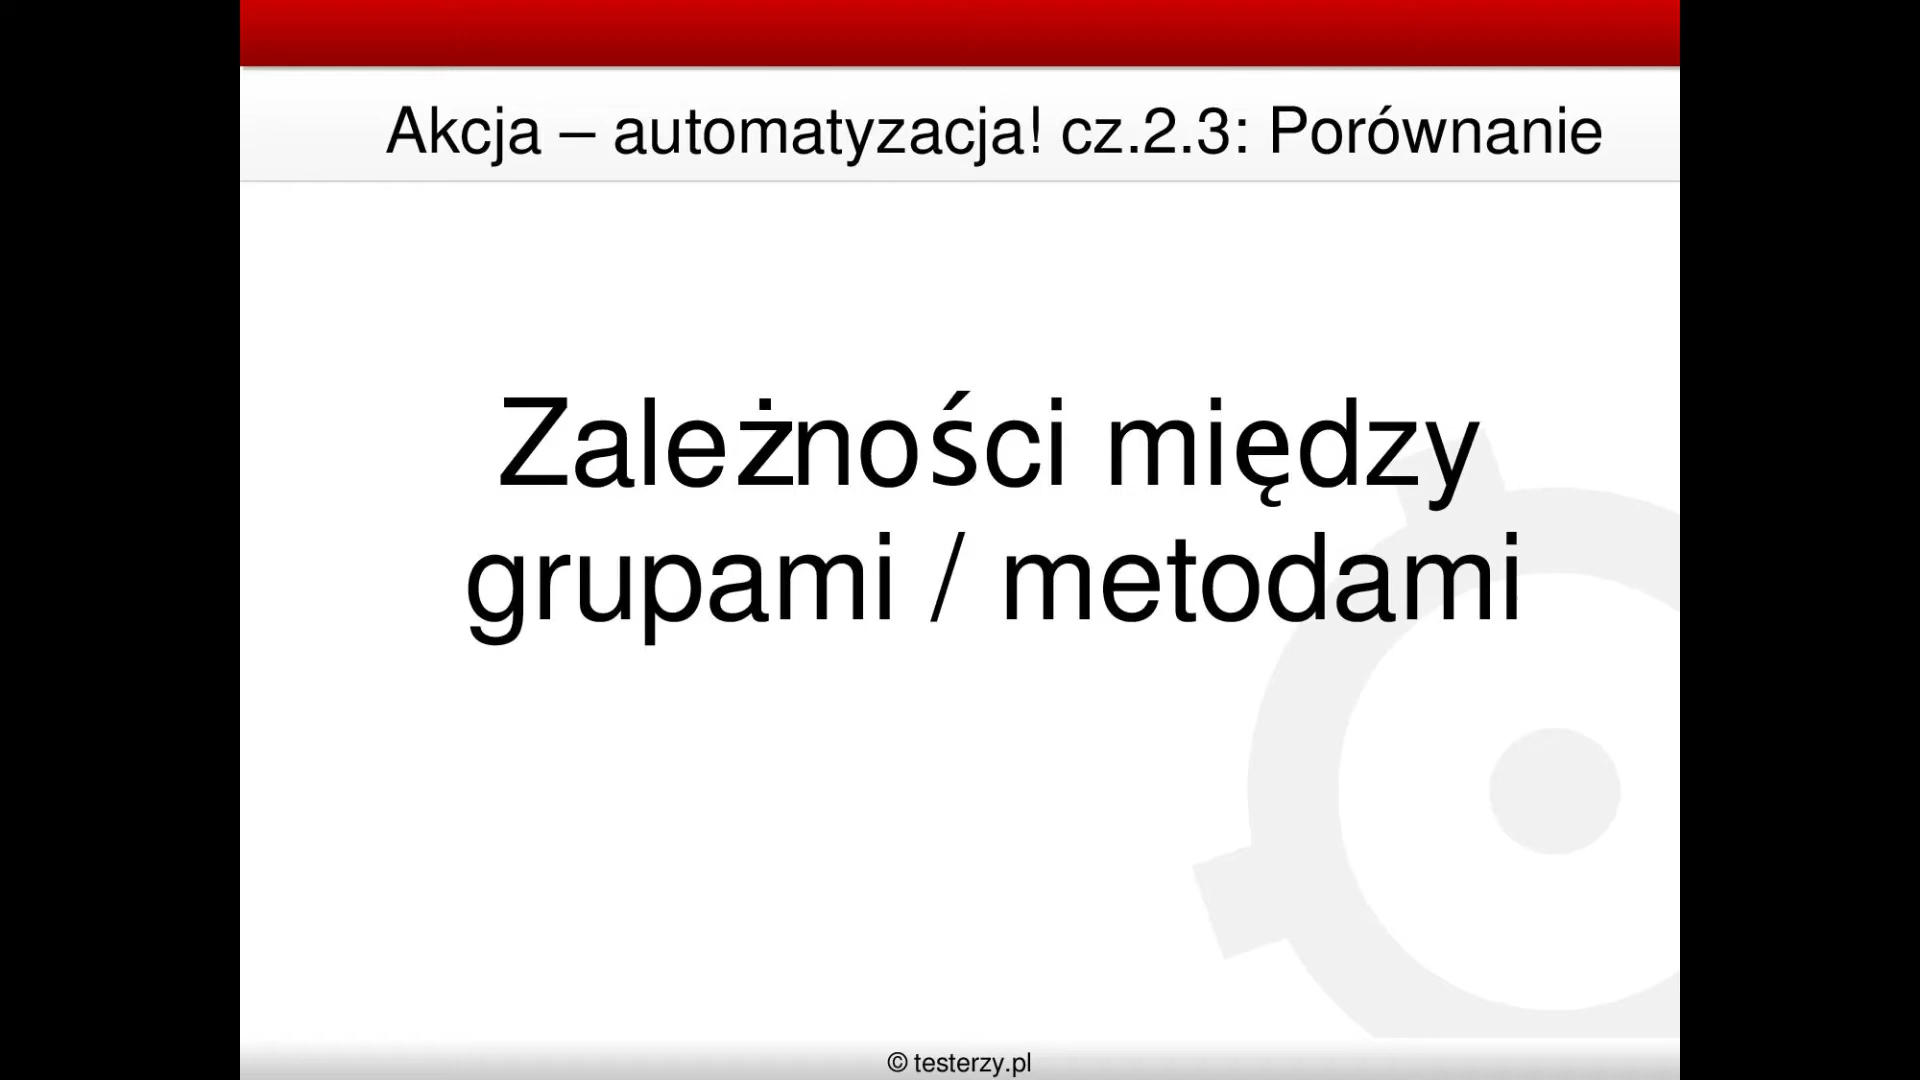 Akcja – automatyzacja! cz.2.3: Porównanie
Zależności między
grupami / metodami
© testerzy.pl